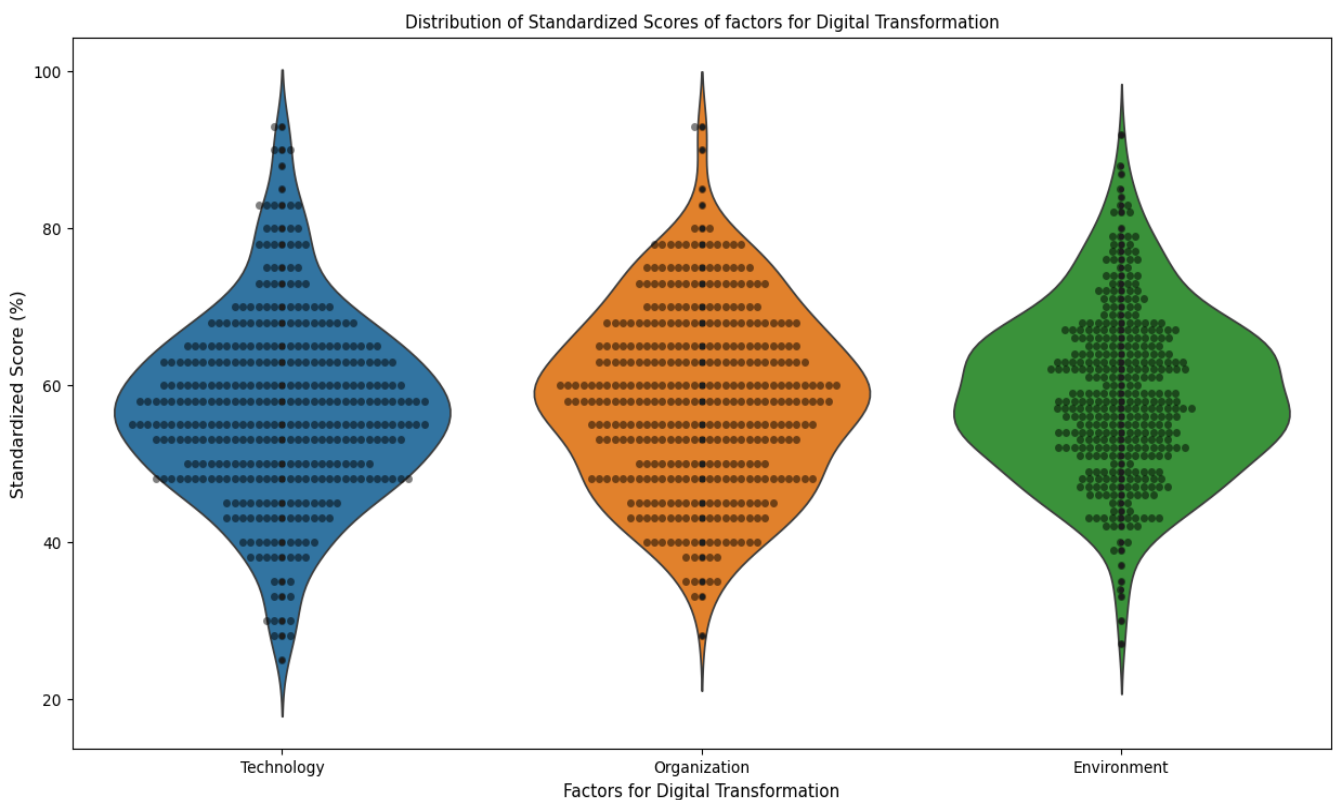 Distribution of Standardized Scores of factors for Digital Transformation
Standardized Score (%)
100
80
60
40
20
Technology
Organization
Environment
Factors for Digital Transformation